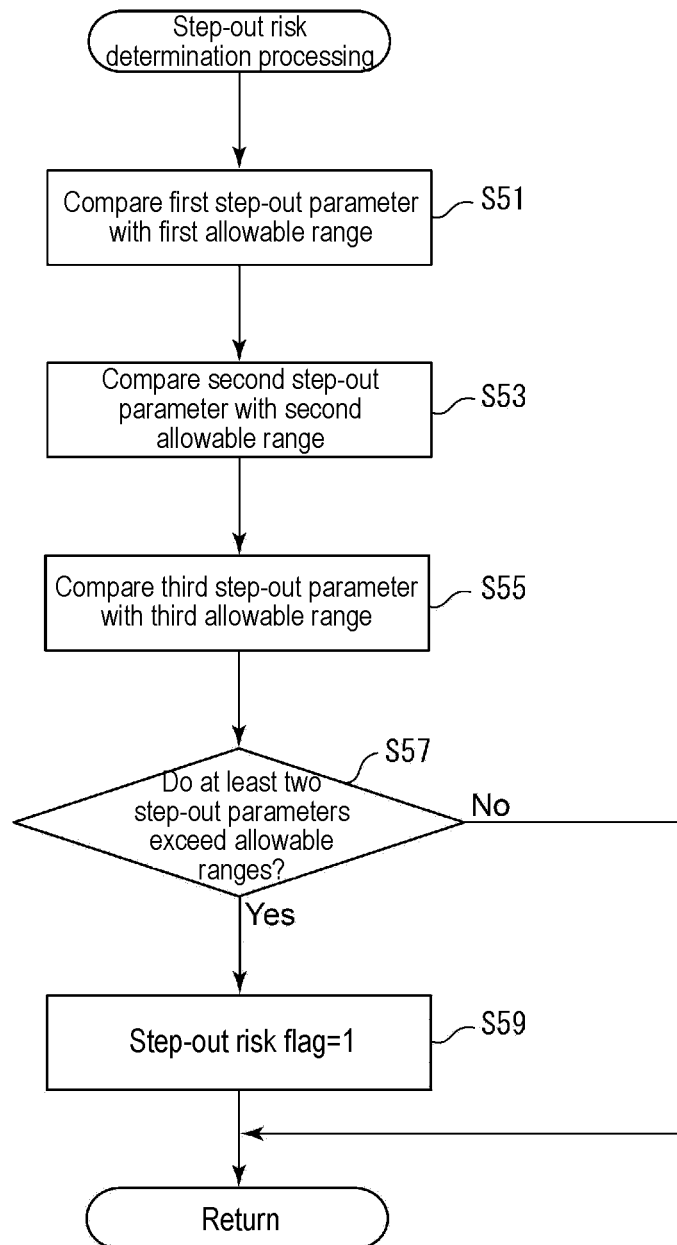 Step-out risk
determination processing
Compare first step-out parameter
with first allowable range
S51
Compare second step-out
parameter with second
allowable range
S53
Compare third step-out parameter
with third allowable range
S55
S57
Do at least two
step-out parameters
exceed allowable
ranges?
No
Yes
Step-out risk flag=1
S59
Return